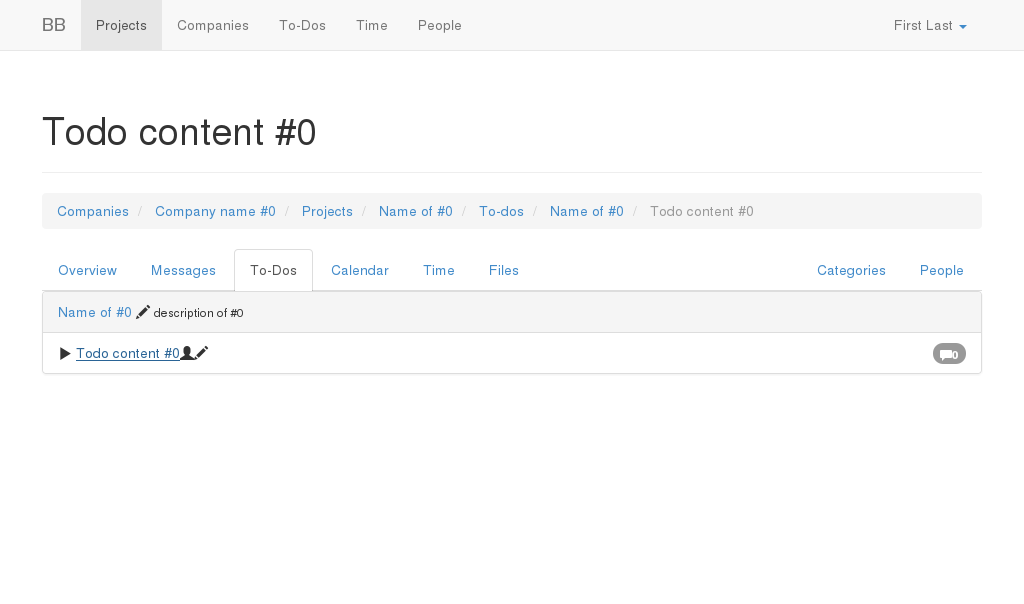 BB Projects Companies To-Dos Time People First Last
Todo content #0
Companies / Company name #0 / Projects / Name of #0 / To-dos / Name of #0 / Todo content #0
Overview Messages To-Dos Calendar Time Files Categories People
Name of #0 description of #0
Todo content #0 0